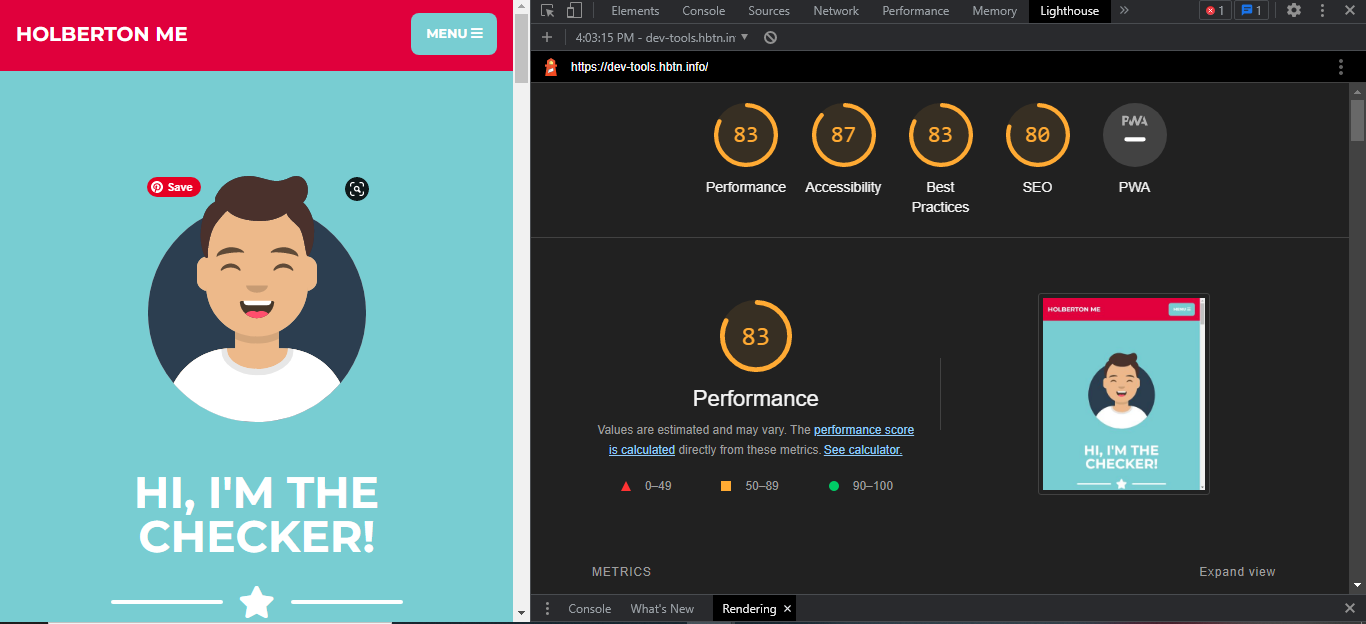 HOLBERTON ME
MENU
Save
HI, I'M THE
CHECKER!
Elements Console Sources Network Performance Memory Lighthouse
1 1
4:03:15 PM - dev-tools.hbtn.in
https://dev-tools.hbtn.info/
83 87 83 80 PWA
Performance Accessibility Best Practices SEO PWA
83
Performance
Values are estimated and may vary. The performance score
is calculated directly from these metrics. See calculator.
0–49 50–89 90–100
HOLBERTON ME
MENU
HI, I'M THE
CHECKER!
METRICS Expand view
Console What's New Rendering